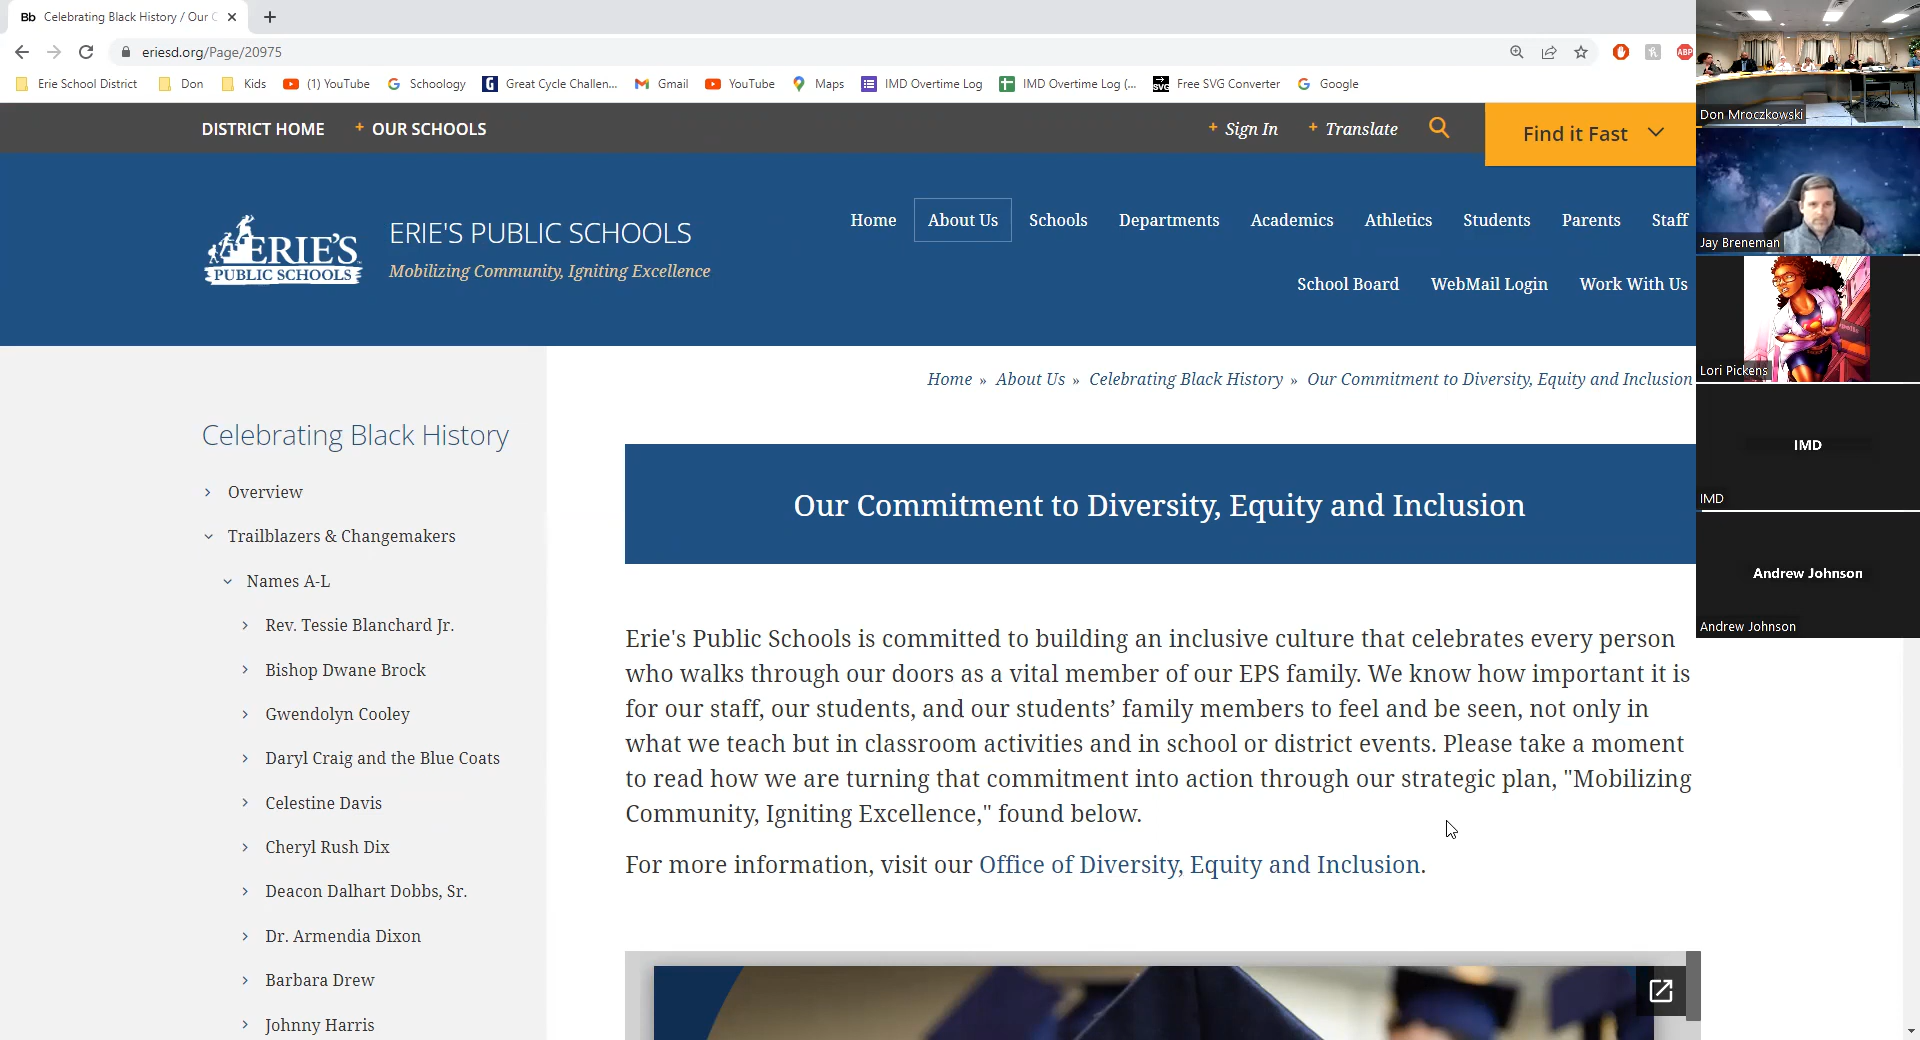 Bb Celebrating Black History / Our C
eriesd.org/Page/20975
ABP
Erie School District
Don
Kids
(1) YouTube
Schoology
Great Cycle Challen...
Gmail
YouTube
Maps
IMD Overtime Log
IMD Overtime Log (...
SVG
Free SVG Converter
Google
DISTRICT HOME
+ OUR SCHOOLS
+ Sign In
+ Translate
Find it Fast
ERIE'S
PUBLIC SCHOOLS
ERIE'S PUBLIC SCHOOLS
Mobilizing Community, Igniting Excellence
Home
About Us
Schools
Departments
Academics
Athletics
Students
Parents
Staff
School Board
WebMail Login
Work With Us
Home » About Us » Celebrating Black History » Our Commitment to Diversity, Equity and Inclusion
Celebrating Black History
Overview
Trailblazers & Changemakers
Names A-L
Rev. Tessie Blanchard Jr.
Bishop Dwane Brock
Gwendolyn Cooley
Daryl Craig and the Blue Coats
Celestine Davis
Cheryl Rush Dix
Deacon Dalhart Dobbs, Sr.
Dr. Armendia Dixon
Barbara Drew
Johnny Harris
Our Commitment to Diversity, Equity and Inclusion
Erie's Public Schools is committed to building an inclusive culture that celebrates every person
who walks through our doors as a vital member of our EPS family. We know how important it is
for our staff, our students, and our students’ family members to feel and be seen, not only in
what we teach but in classroom activities and in school or district events. Please take a moment
to read how we are turning that commitment into action through our strategic plan, "Mobilizing
Community, Igniting Excellence," found below.
For more information, visit our Office of Diversity, Equity and Inclusion.
Don Mroczkowski
Jay Breneman
Lori Pickens
IMD
IMD
Andrew Johnson
Andrew Johnson